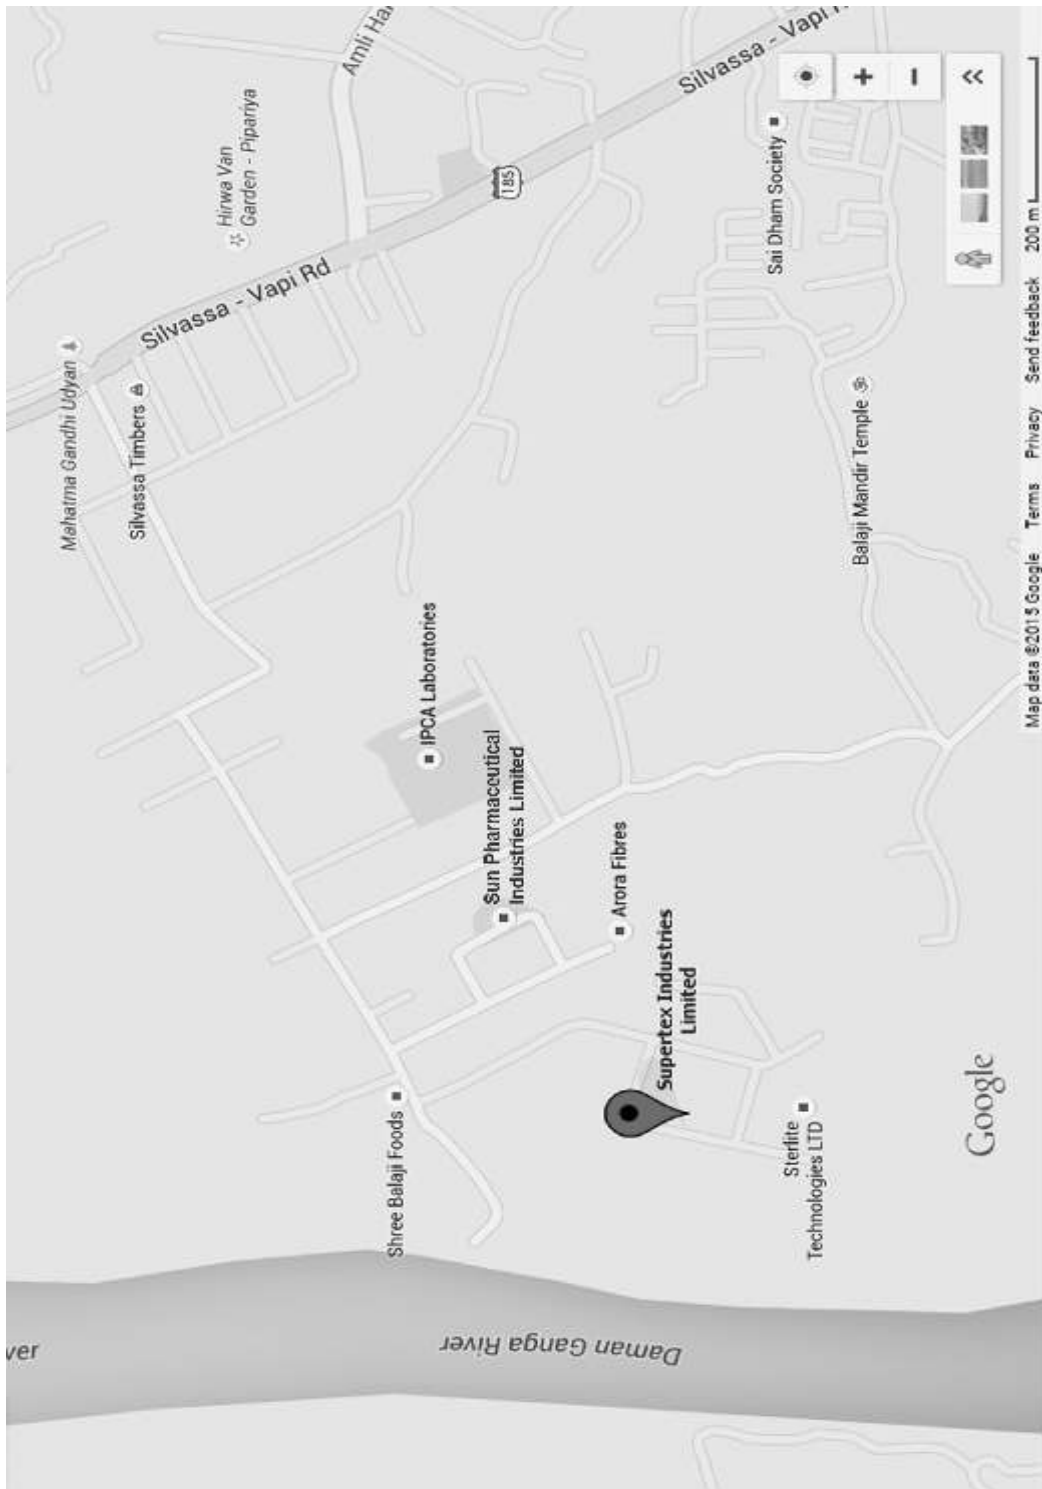 ver
Daman Ganga River
Mahatma Gandhi Udyan
Silvassa Timbers
Silvassa - Vapi Rd
Hirwa Van
Garden - Pipariya
Amli
185
Silvassa - Vapi
Shree Balaji Foods
IPCA Laboratories
Sun Pharmaceutical
Industries Limited
Arora Fibres
Supertex Industries
Limited
Sterlite
Technologies LTD
Sai Dham Society
Balaji Mandir Temple
Google
Map data ©2015 Google Terms Privacy Send feedback 200 m